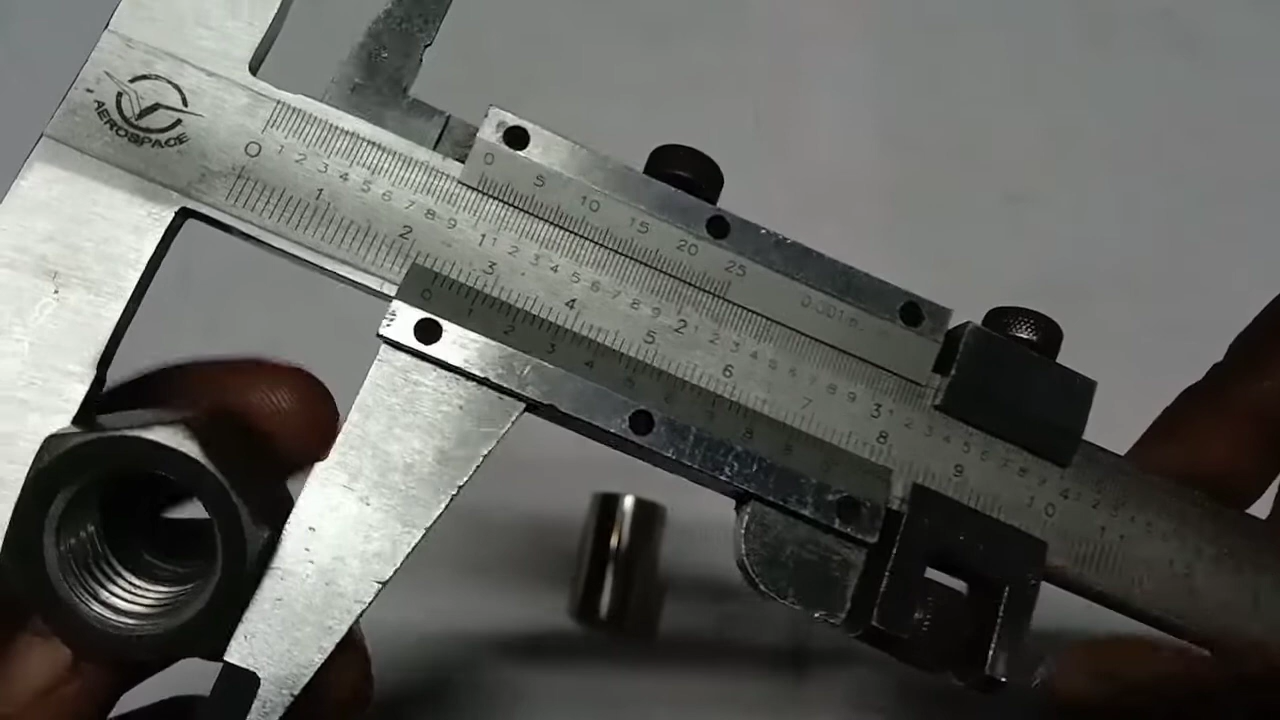 AEROSPACE
0 5 10 15 20 25 0.001in.
0 1 2 3 4 5 6 7 8 9 1 1 2 3 4 5 6 7 8 9 2 1 2 3 4 5 6 7 8 9 3 1 2 3 4 5 6 7 8 9 4
1 2 3 4 5 6 7 8 9 10 11
0 1 2 3 4 5 6 7 8 9